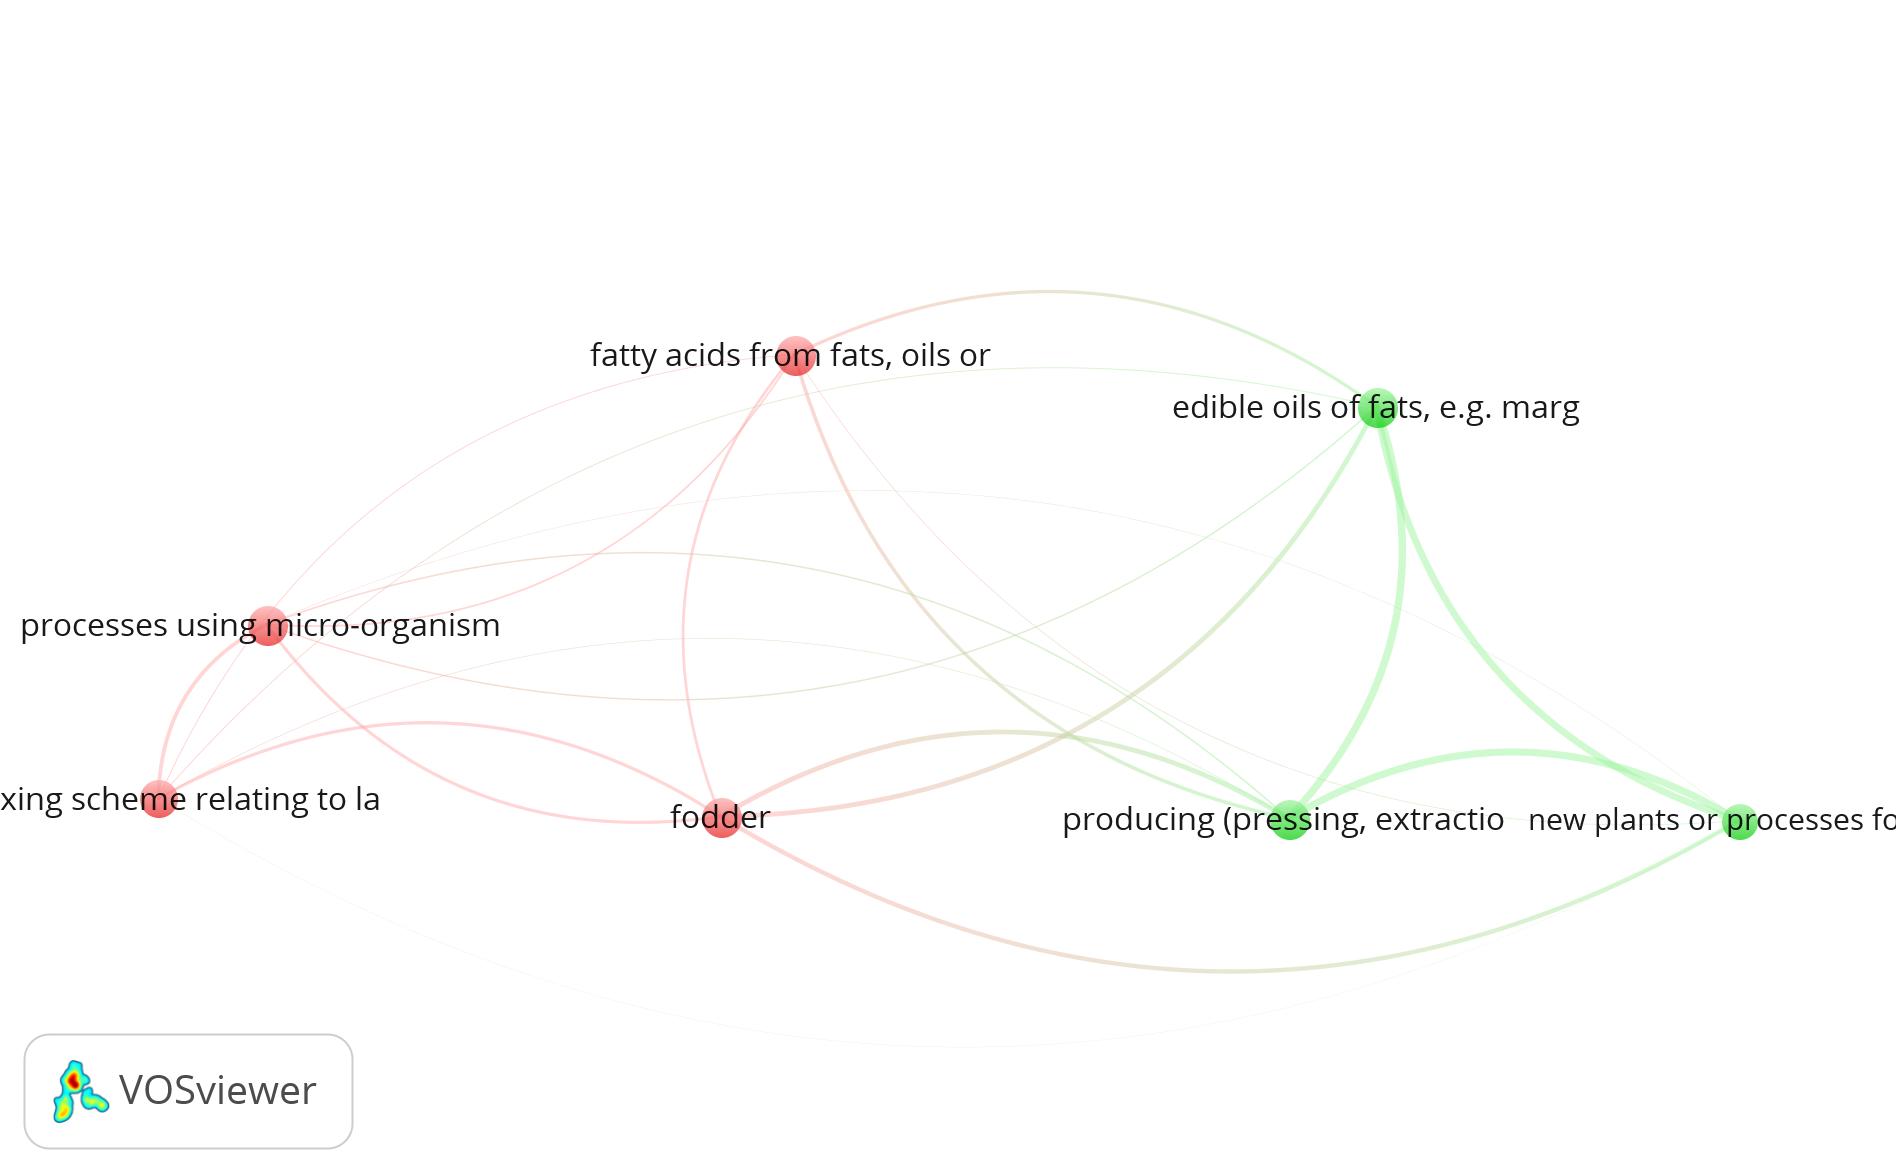 fatty acids from fats, oils or
edible oils of fats, e.g. marg
processes using micro-organism
xing scheme relating to la
fodder
producing (pressing, extractio
new plants or processes fo
VOSviewer